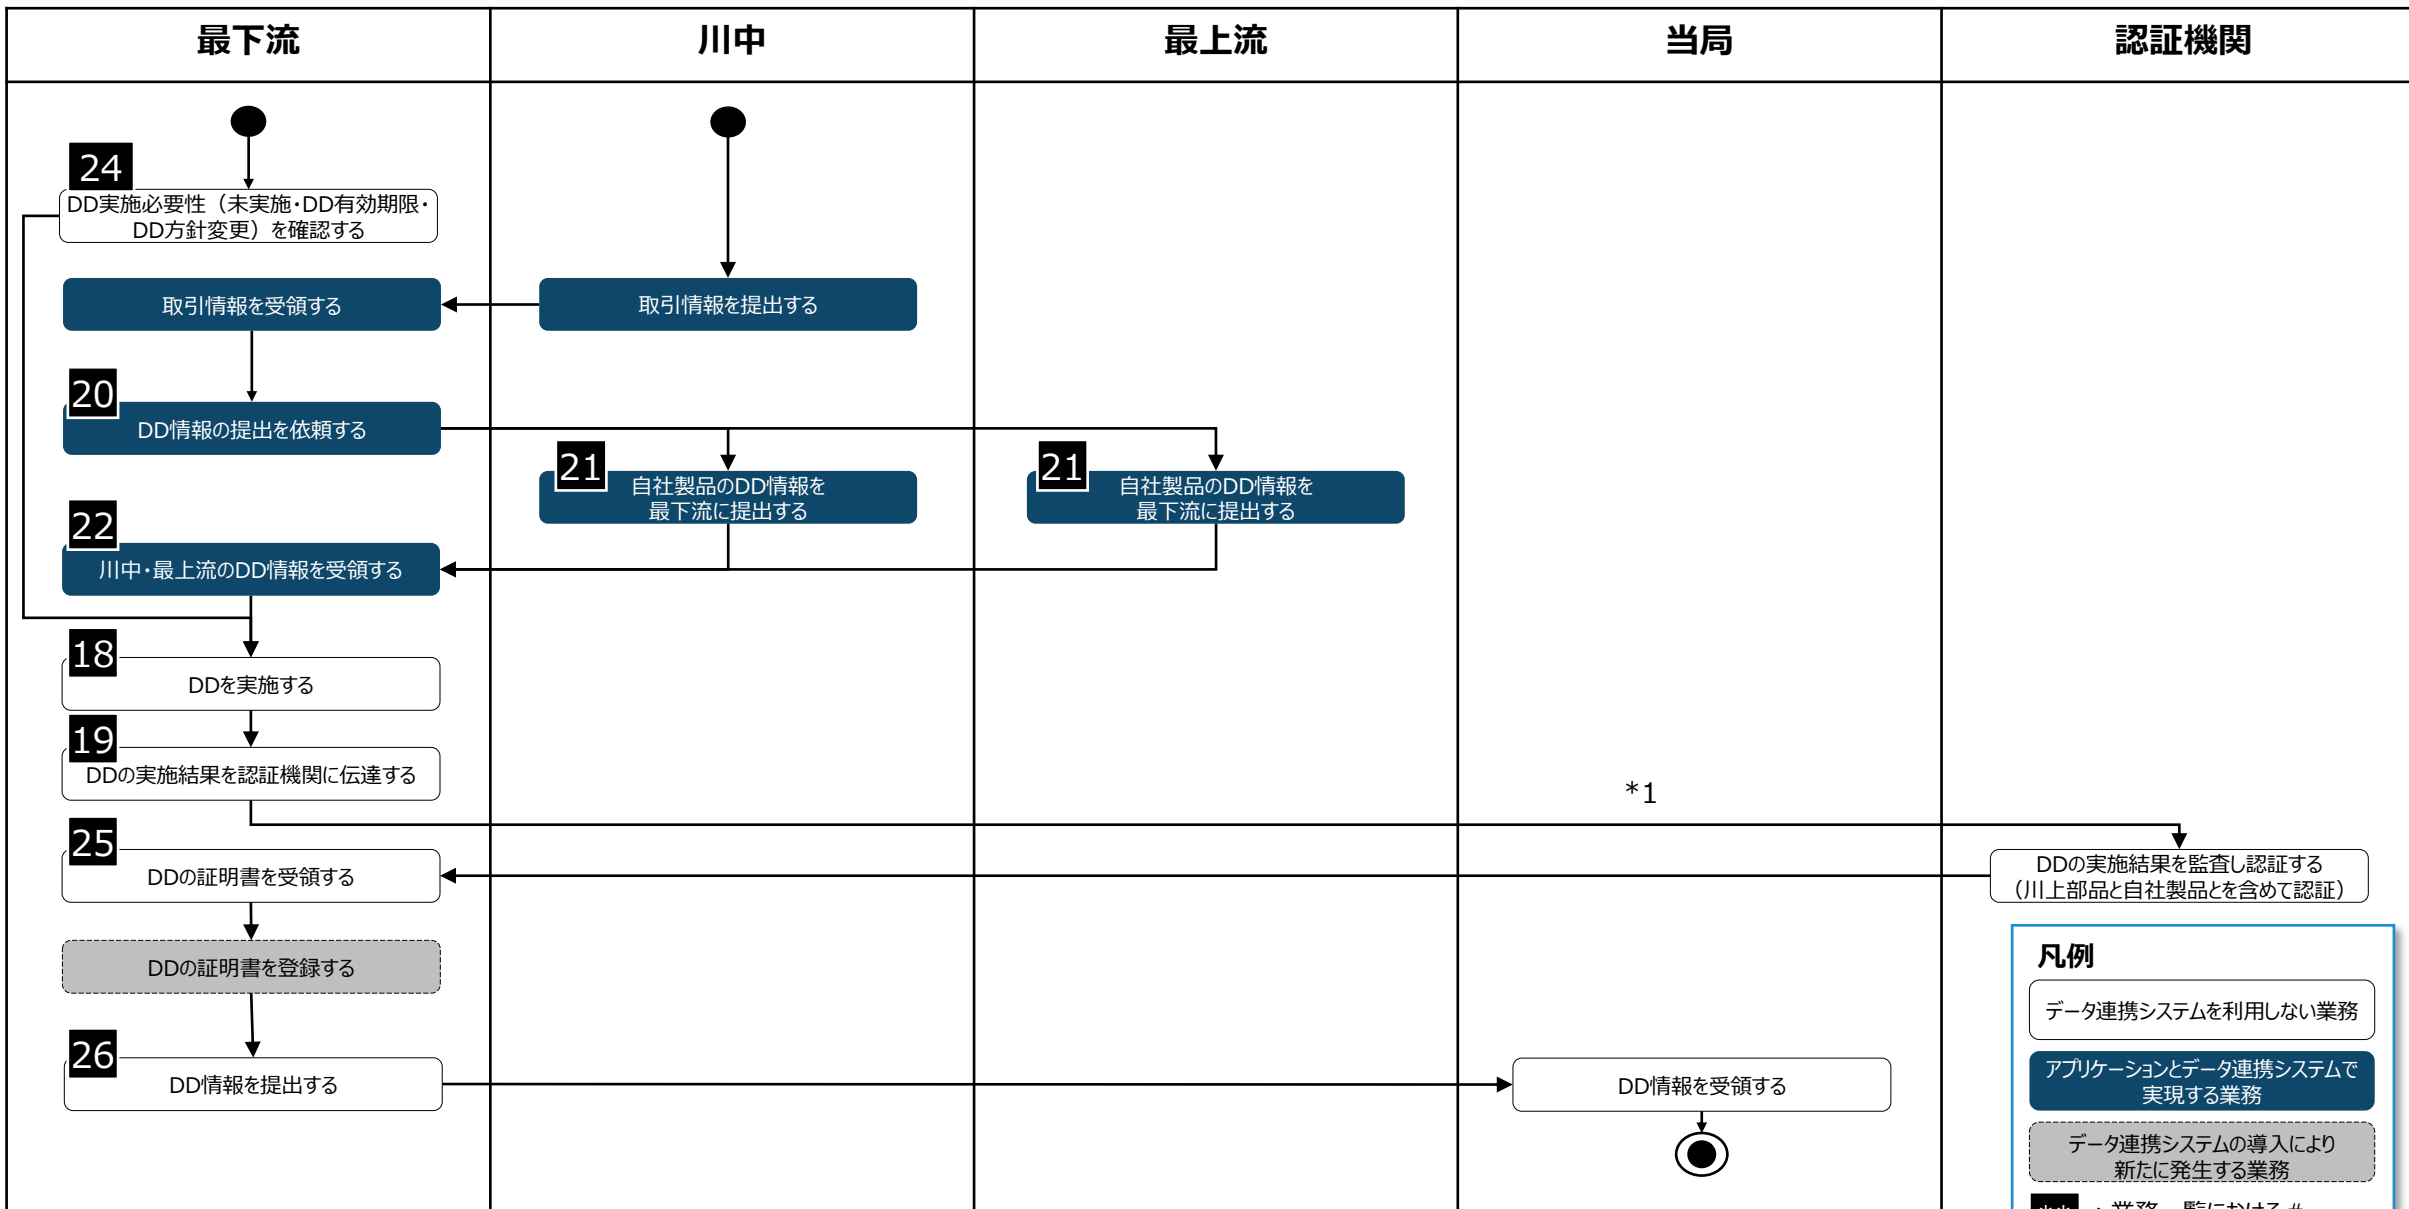 最下流
川中
最上流
当局
認証機関
24
DD実施必要性（未実施・DD有効期限・
DD方針変更）を確認する
取引情報を受領する
取引情報を提出する
20
DD情報の提出を依頼する
21
自社製品のDD情報を
最下流に提出する
21
自社製品のDD情報を
最下流に提出する
22
川中・最上流のDD情報を受領する
18
DDを実施する
19
DDの実施結果を認証機関に伝達する
*1
25
DDの証明書を受領する
DDの実施結果を監査し認証する
（川上部品と自社製品とを含めて認証）
DDの証明書を登録する
26
DD情報を提出する
DD情報を受領する
凡例
データ連携システムを利用しない業務
アプリケーションとデータ連携システムで
実現する業務
データ連携システムの導入により
新たに発生する業務